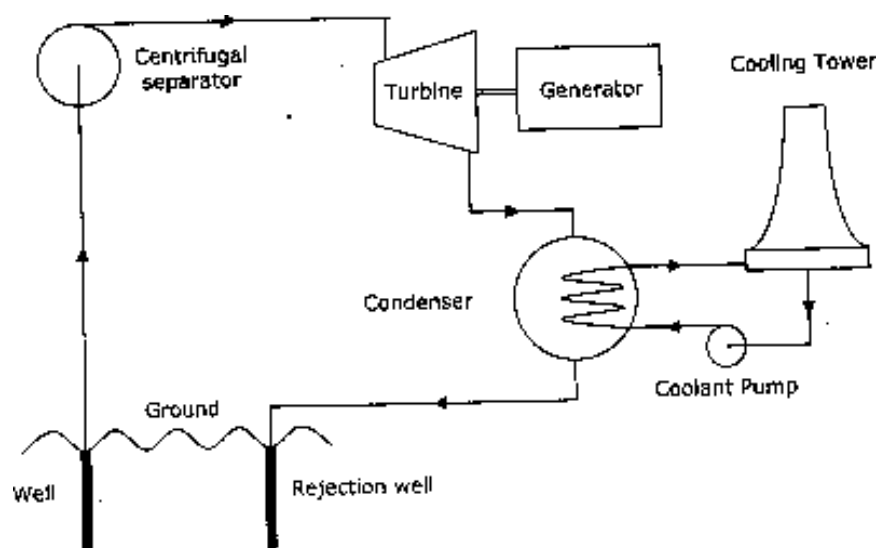 Centrifugal
separator
Turbine
Generator
Cooling Tower
Condenser
Coolant Pump
Ground
Well
Rejection well